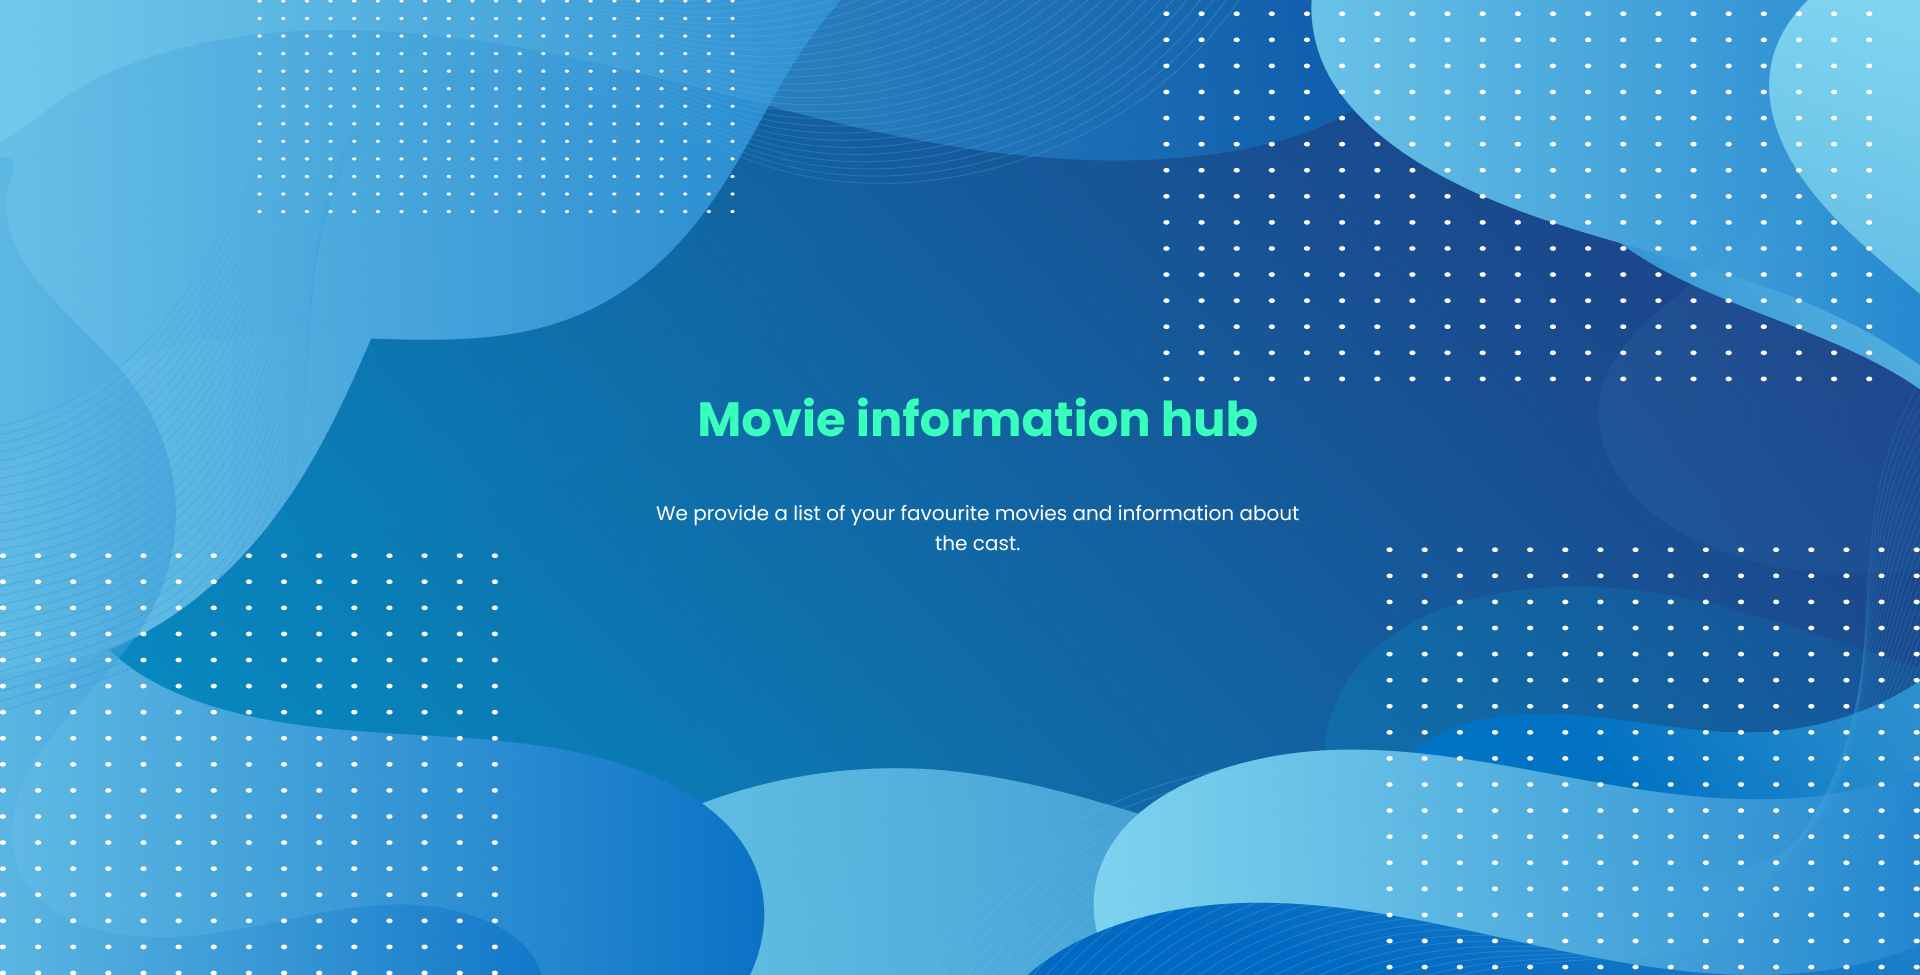 Movie information hub
We provide a list of your favourite movies and information about
the cast.